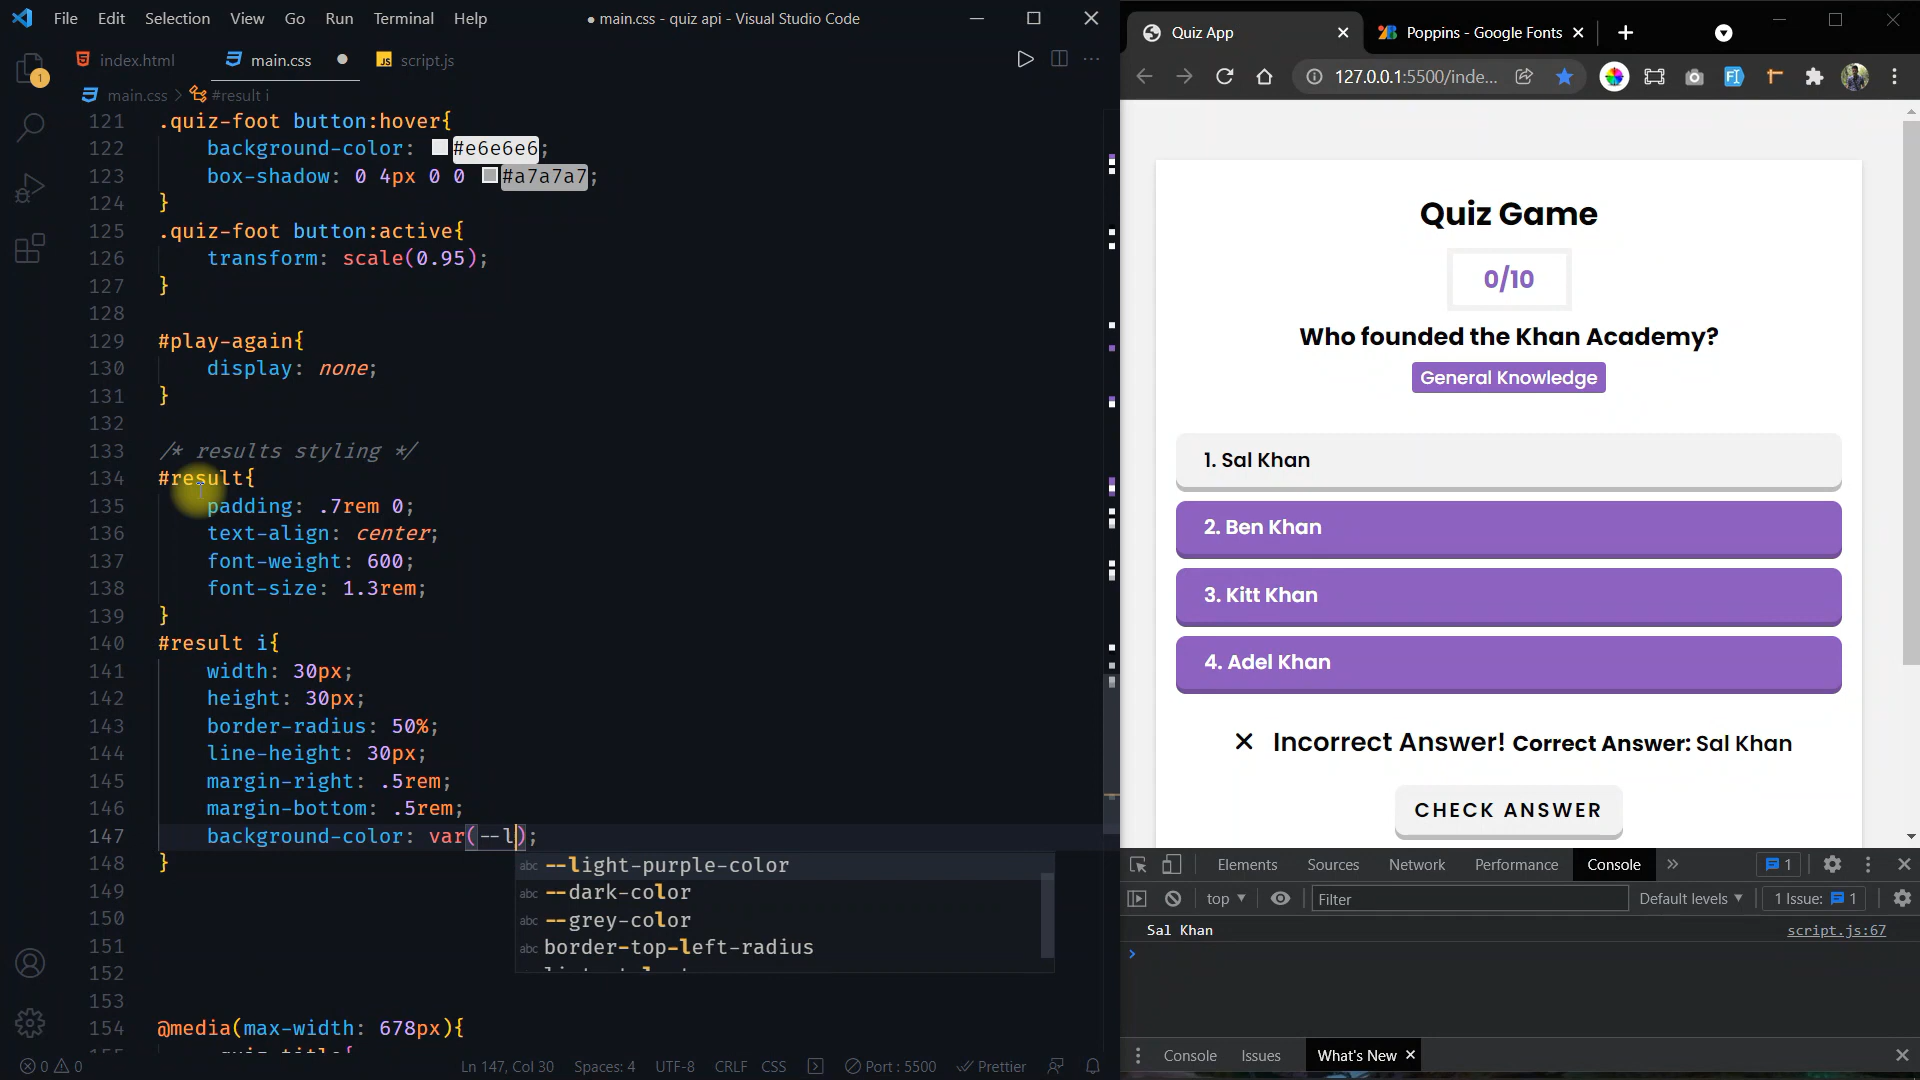 File Edit Selection View Go Run Terminal Help
● main.css - quiz api - Visual Studio Code
index.html
main.css
script.js
main.css > #result i
1
121 .quiz-foot button:hover{
122 background-color: #e6e6e6;
123 box-shadow: 0 4px 0 0 #a7a7a7;
124 }
125 .quiz-foot button:active{
126 transform: scale(0.95);
127 }
128
129 #play-again{
130 display: none;
131 }
132
133 /* results styling */
134 #result{
135 padding: .7rem 0;
136 text-align: center;
137 font-weight: 600;
138 font-size: 1.3rem;
139 }
140 #result i{
141 width: 30px;
142 height: 30px;
143 border-radius: 50%;
144 line-height: 30px;
145 margin-right: .5rem;
146 margin-bottom: .5rem;
147 background-color: var(--l);
148 }
abc --light-purple-color
149
abc --dark-color
150
abc --grey-color
151
abc border-top-left-radius
152
153
154 @media(max-width: 678px){
0 0
Ln 147, Col 30 Spaces: 4 UTF-8 CRLF CSS Port : 5500 Prettier
Quiz App
Poppins - Google Fonts
127.0.0.1:5500/inde...
Quiz Game
0/10
Who founded the Khan Academy?
General Knowledge
1. Sal Khan
2. Ben Khan
3. Kitt Khan
4. Adel Khan
Incorrect Answer! Correct Answer: Sal Khan
CHECK ANSWER
Elements Sources Network Performance Console » 1
top Filter Default levels 1 Issue: 1
Sal Khan script.js:67
Console Issues What's New